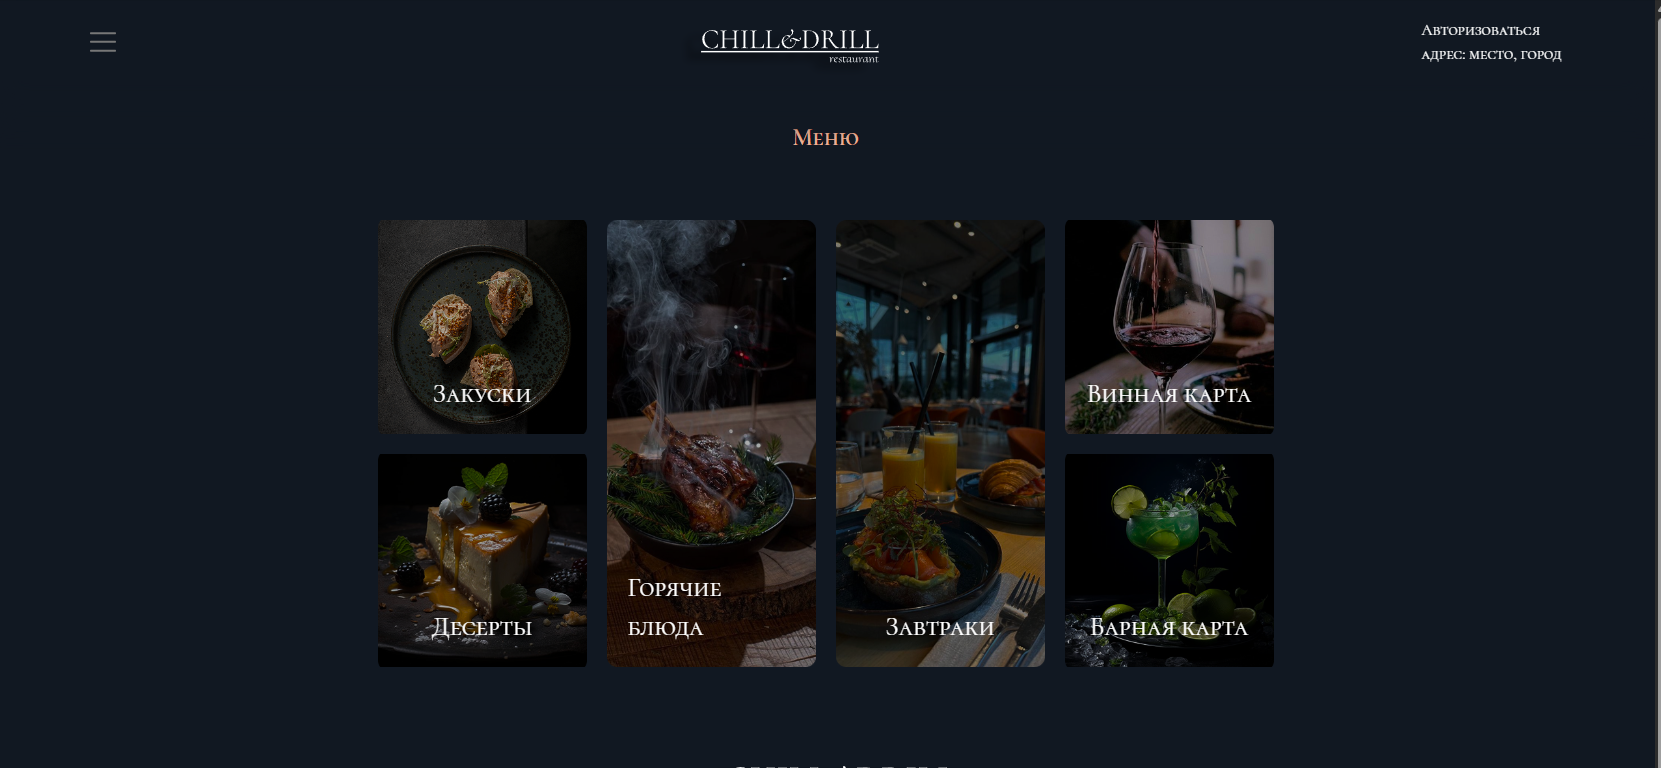 CHILL&DRILL
restaurant
Авторизоваться
адрес: место, город
Меню
Закуски
Горячие
блюда
Завтраки
Винная карта
Десерты
Барная карта